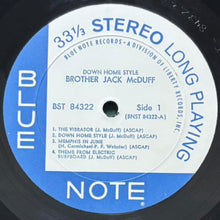 33⅓ STEREO LONG PLAYING
BLUE NOTE RECORDS • A DIVISION OF LIBERTY RECORDS, INC.
DOWN HOME STYLE
BROTHER JACK McDUFF
BST 84322
Side 1
(BNST 84322-A)
1. THE VIBRATOR (J. McDuff) (ASCAP)
2. DOWN HOME STYLE (J. McDuff) (ASCAP)
3. MEMPHIS IN JUNE
(H. Carmichael-P. F. Webster) (ASCAP)
4. THEME FROM ELECTRIC
SURFBOARD (J. McDuff) (ASCAP)
BLUE
NOTE